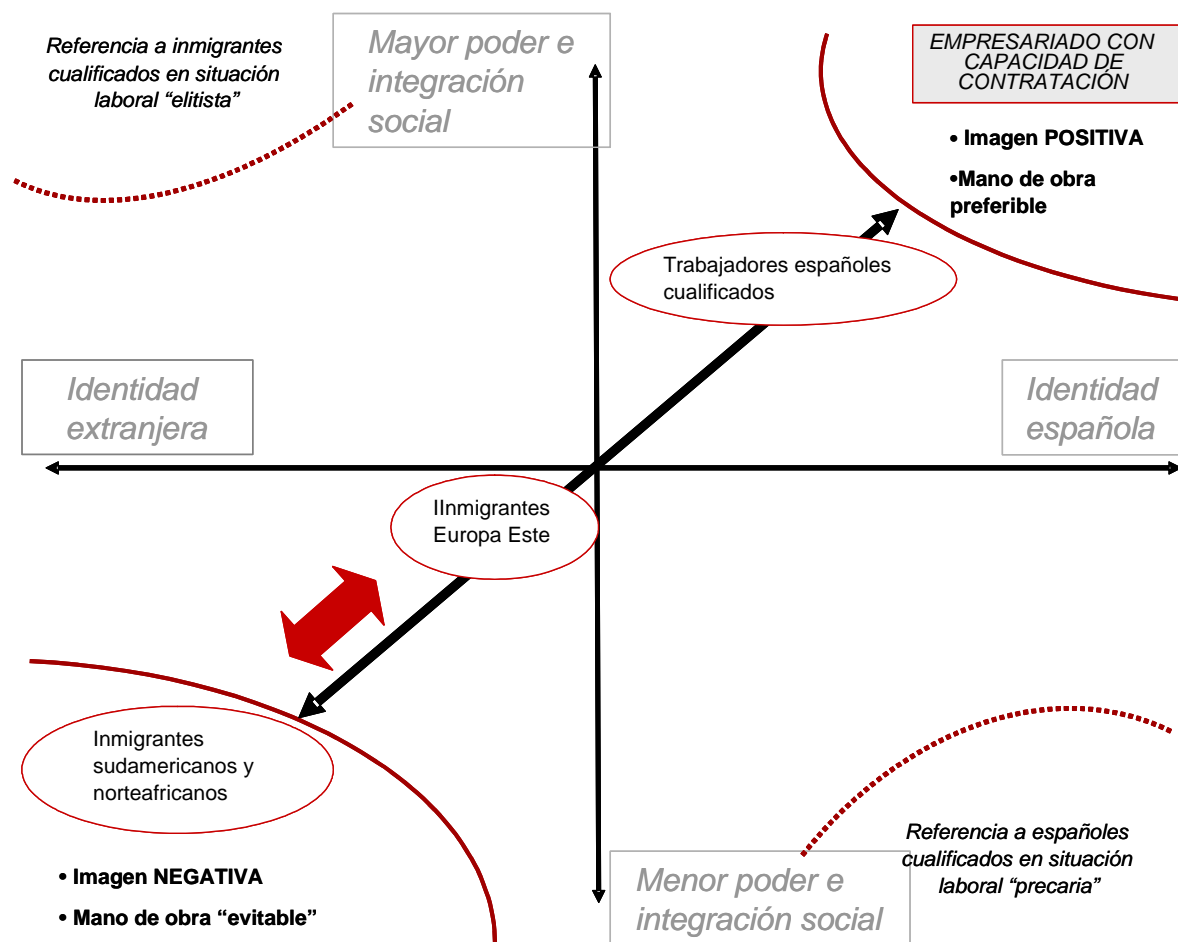 Referencia a inmigrantes
cualificados en situación
laboral “elitista”
Mayor poder e
integración
social
EMPRESARIADO CON
CAPACIDAD DE
CONTRATACIÓN
• Imagen POSITIVA
•Mano de obra
preferible
Trabajadores españoles
cualificados
Identidad
extranjera
Identidad
española
IInmigrantes
Europa Este
Inmigrantes
sudamericanos y
norteafricanos
• Imagen NEGATIVA
• Mano de obra “evitable”
Menor poder e
integración social
Referencia a españoles
cualificados en situación
laboral “precaria”